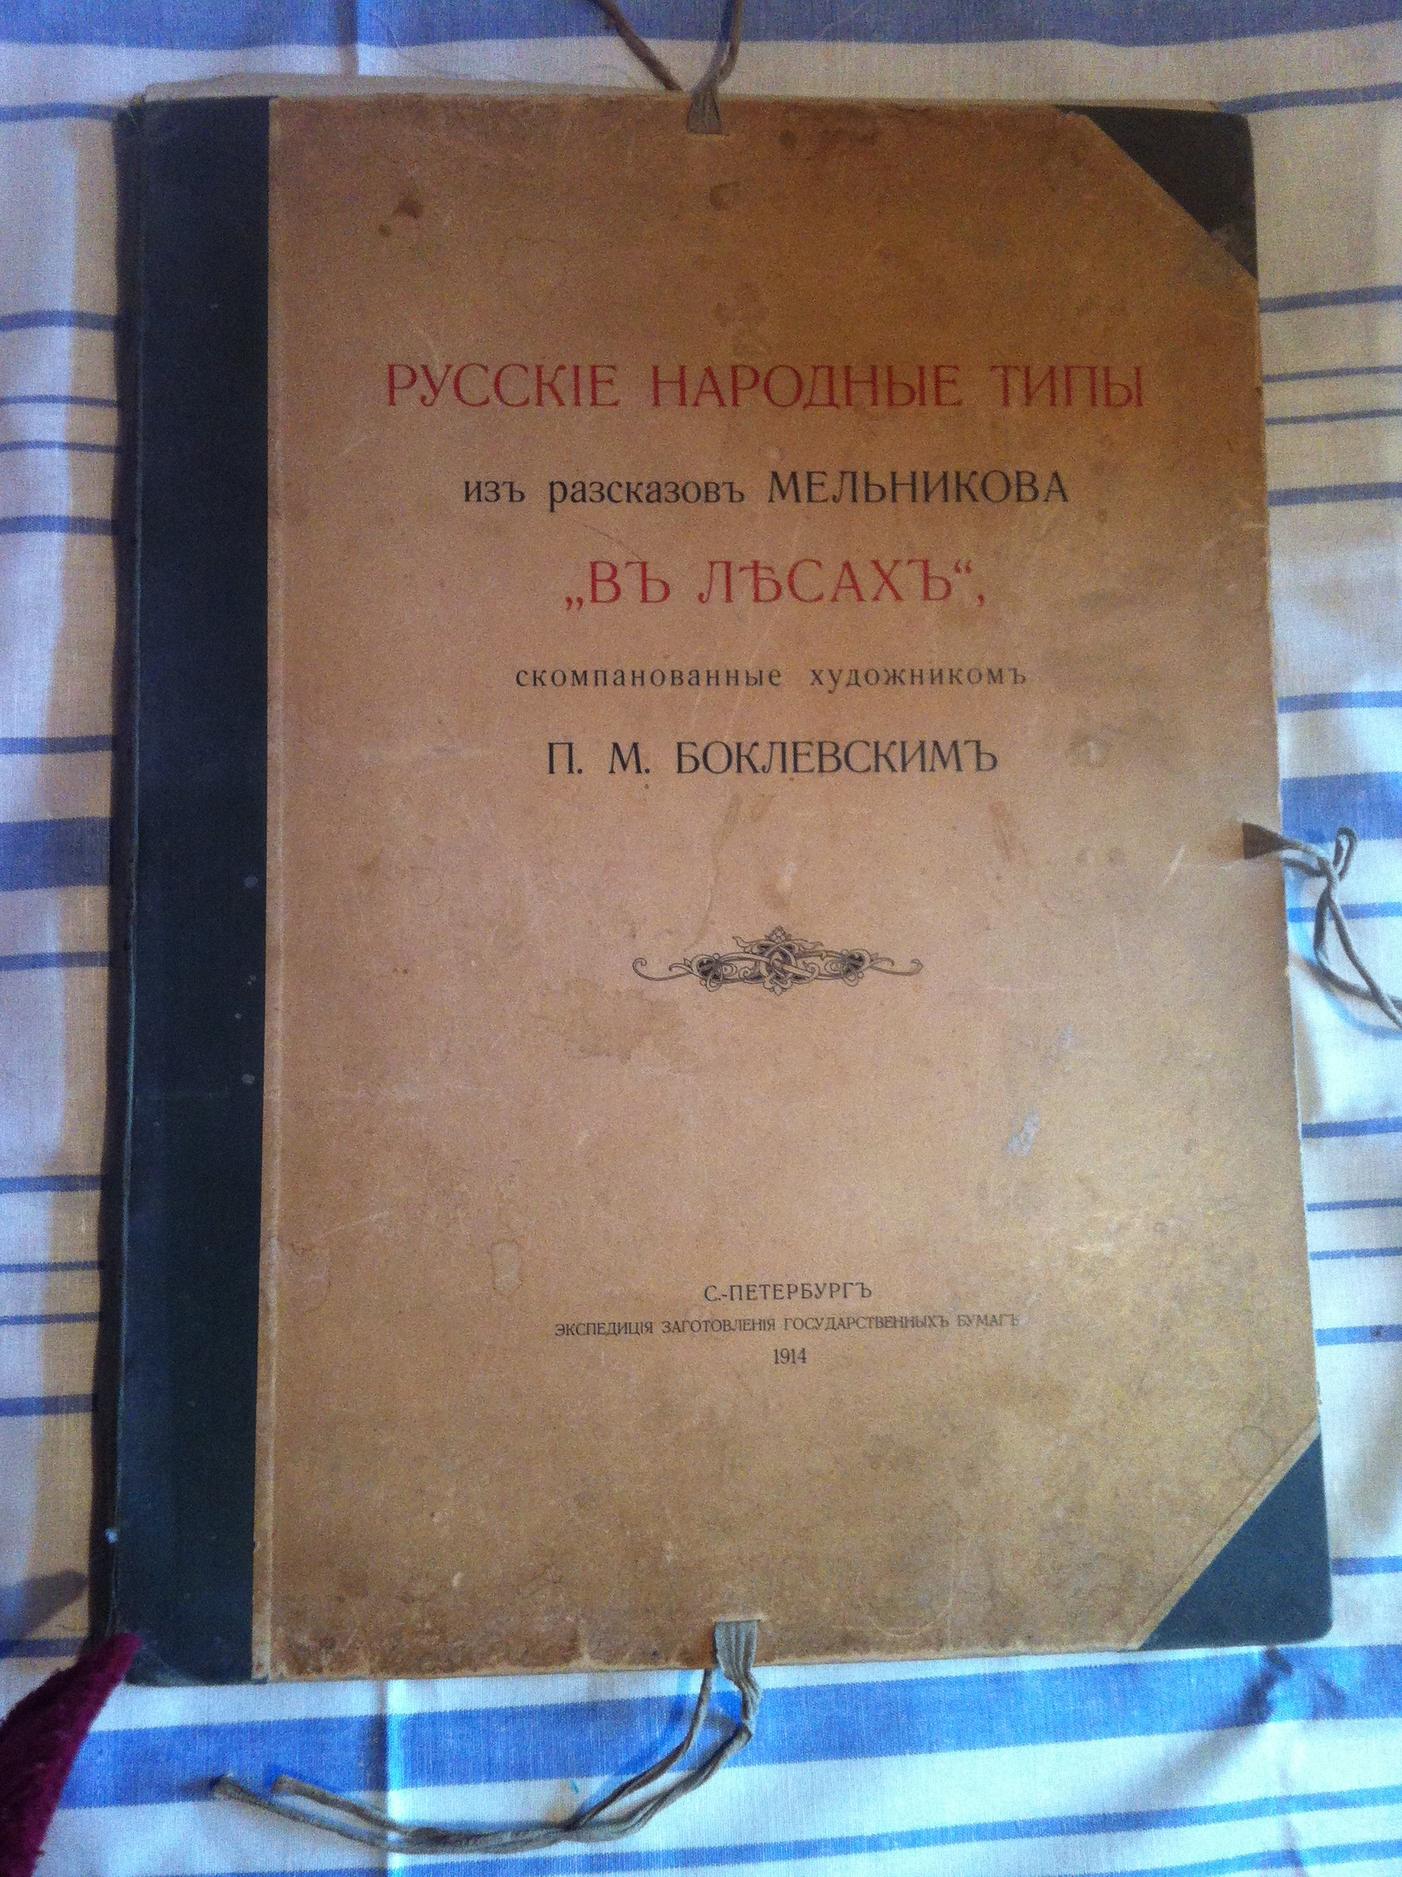 РУССКІЕ НАРОДНЫЕ ТИПЫ
изъ разсказовъ МЕЛЬНИКОВА
„ВЪ ЛѢСАХЪ“,
скомпанованные художникомъ
П. М. БОКЛЕВСКИМЪ
С.-ПЕТЕРБУРГЪ
ЭКСПЕДИЦІЯ ЗАГОТОВЛЕНІЯ ГОСУДАРСТВЕННЫХЪ БУМАГЪ
1914